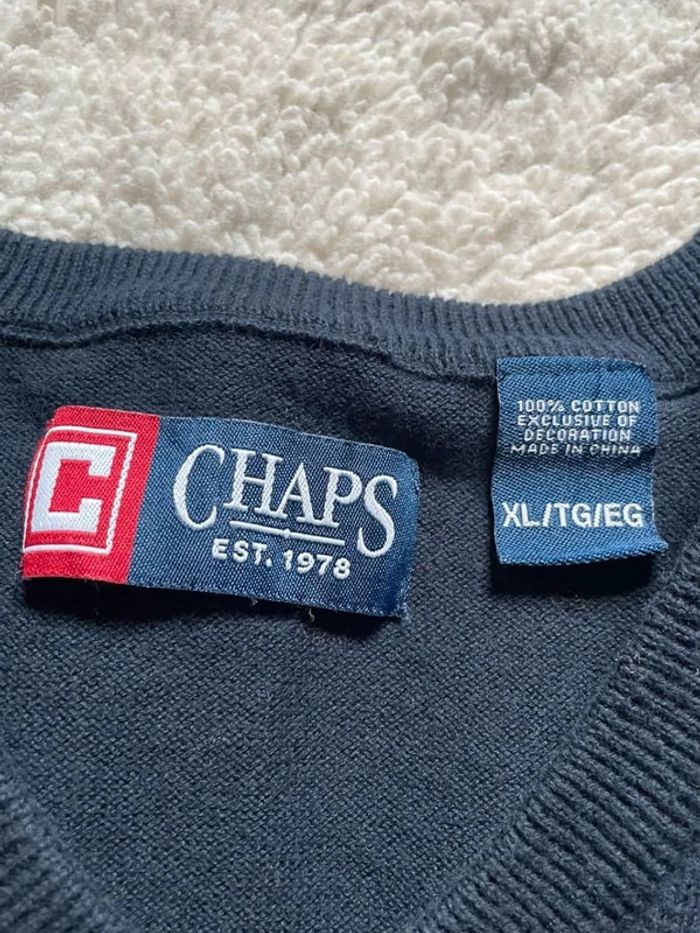 C
CHAPS
EST. 1978
100% COTTON
EXCLUSIVE OF
DECORATION
MADE IN CHINA
XL/TG/EG